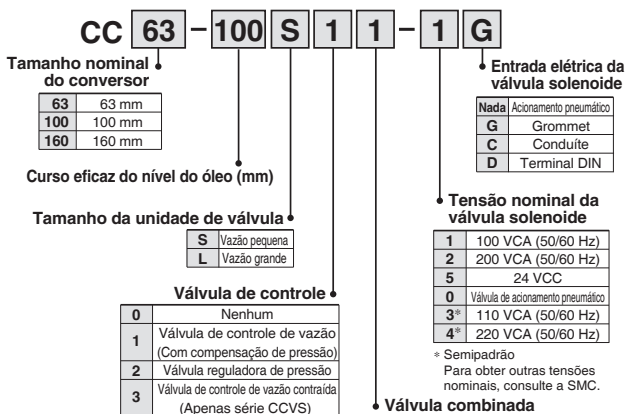 CC 63 – 100 S 1 1 – 1 G
Tamanho nominal
do conversor
63 63 mm
100 100 mm
160 160 mm
Curso eficaz do nível do óleo (mm)
Tamanho da unidade de válvula
S Vazão pequena
L Vazão grande
Válvula de controle
0 Nenhum
1 Válvula de controle de vazão
(Com compensação de pressão)
2 Válvula reguladora de pressão
3 Válvula de controle de vazão contraída
(Apenas série CCVS)
Entrada elétrica da
válvula solenoide
Nada Acionamento pneumático
G Grommet
C Conduíte
D Terminal DIN
Tensão nominal da
válvula solenoide
1 100 VCA (50/60 Hz)
2 200 VCA (50/60 Hz)
5 24 VCC
0 Válvula de acionamento pneumático
3* 110 VCA (50/60 Hz)
4* 220 VCA (50/60 Hz)
* Semipadrão
Para obter outras tensões
nominais, consulte a SMC.
Válvula combinada